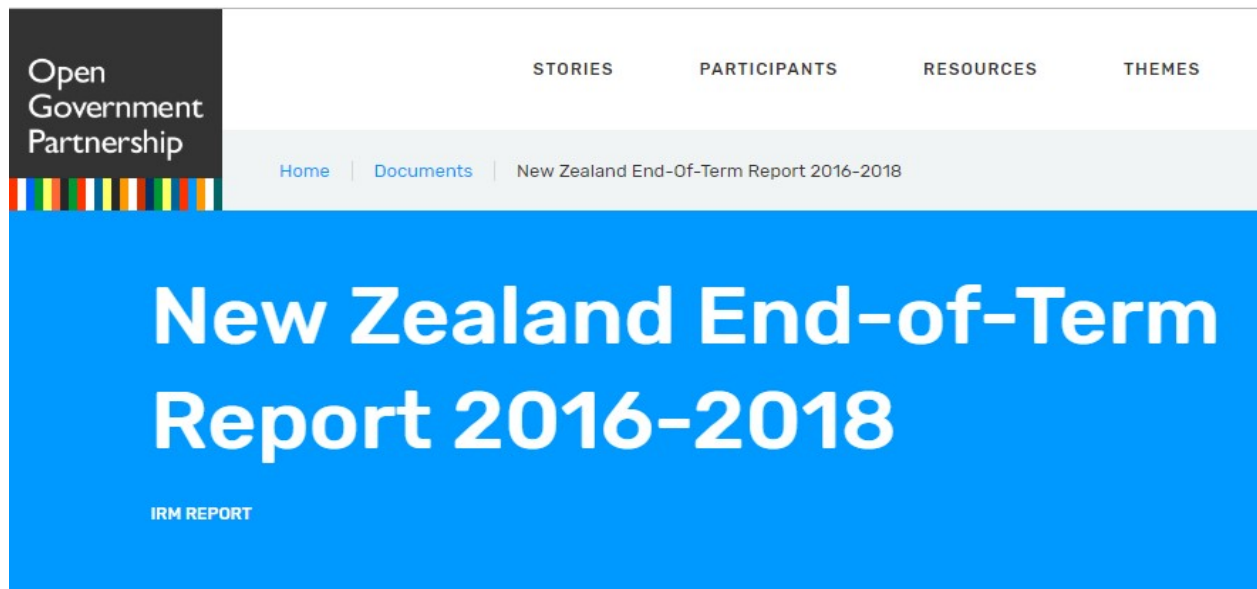 Open
Government
Partnership
STORIES PARTICIPANTS RESOURCES THEMES
Home Documents New Zealand End-Of-Term Report 2016-2018
New Zealand End-of-Term
Report 2016-2018
IRM REPORT